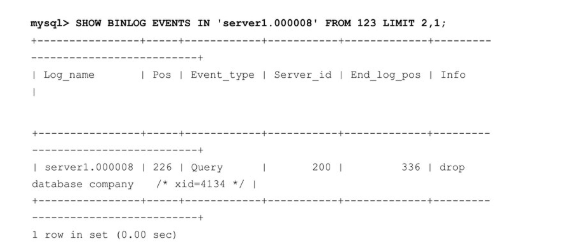 mysql> SHOW BINLOG EVENTS IN 'server1.000008' FROM 123 LIMIT 2,1;
+----------------+-----+-------------+-----------+-------------+--------
-------------------------+
| Log_name       | Pos | Event_type | Server_id | End_log_pos | Info
|
+----------------+-----+-------------+-----------+-------------+--------
-------------------------+
| server1.000008 | 226 | Query      |       200 |         336 | drop
database company   /* xid=4134 */ |
+----------------+-----+-------------+-----------+-------------+--------
-------------------------+
1 row in set (0.00 sec)